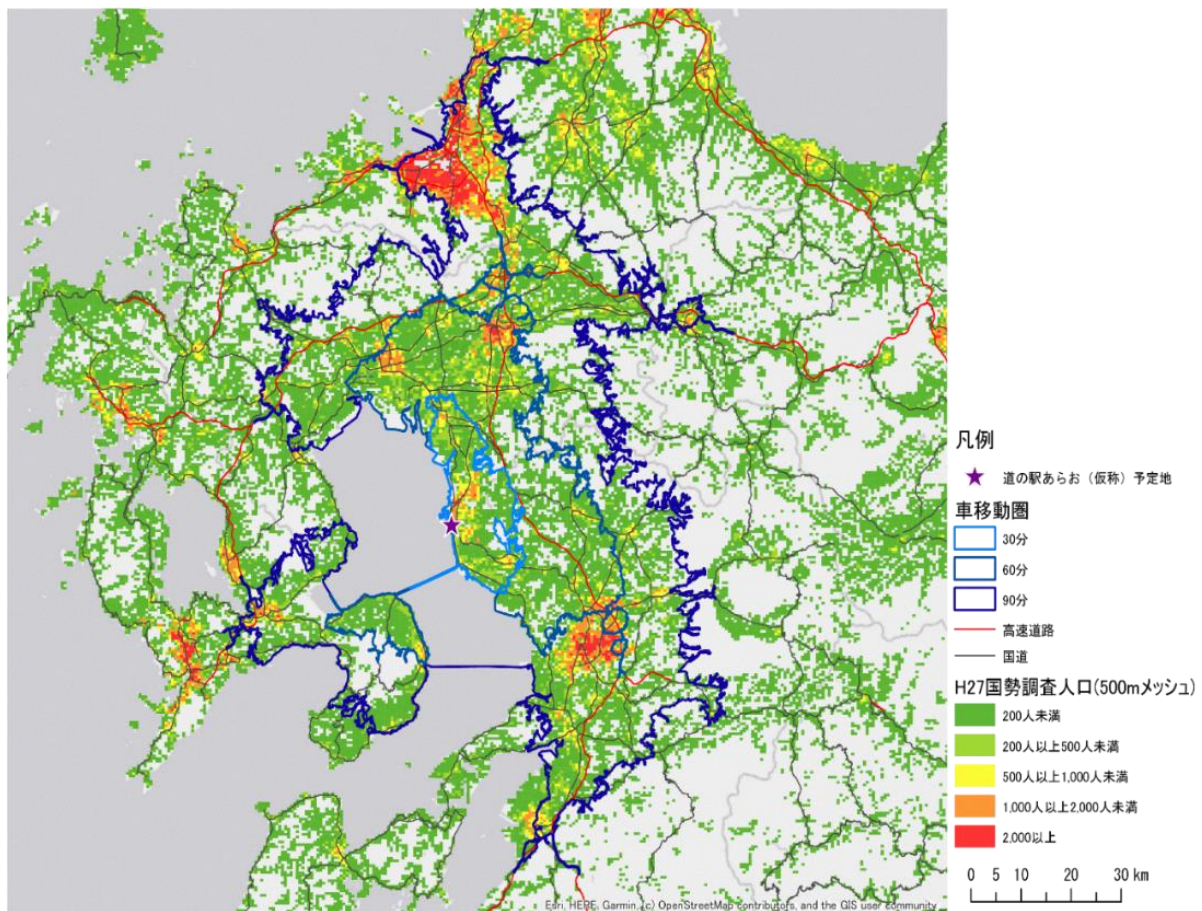 凡例
道の駅あらお（仮称）予定地
車移動圏
30分
60分
90分
高速道路
国道
H27国勢調査人口(500mメッシュ)
200人未満
200人以上500人未満
500人以上1,000人未満
1,000人以上2,000人未満
2,000以上
0 5 10 20 30 km
Esri, HERE, Garmin, (c) OpenStreetMap contributors, and the GIS user community